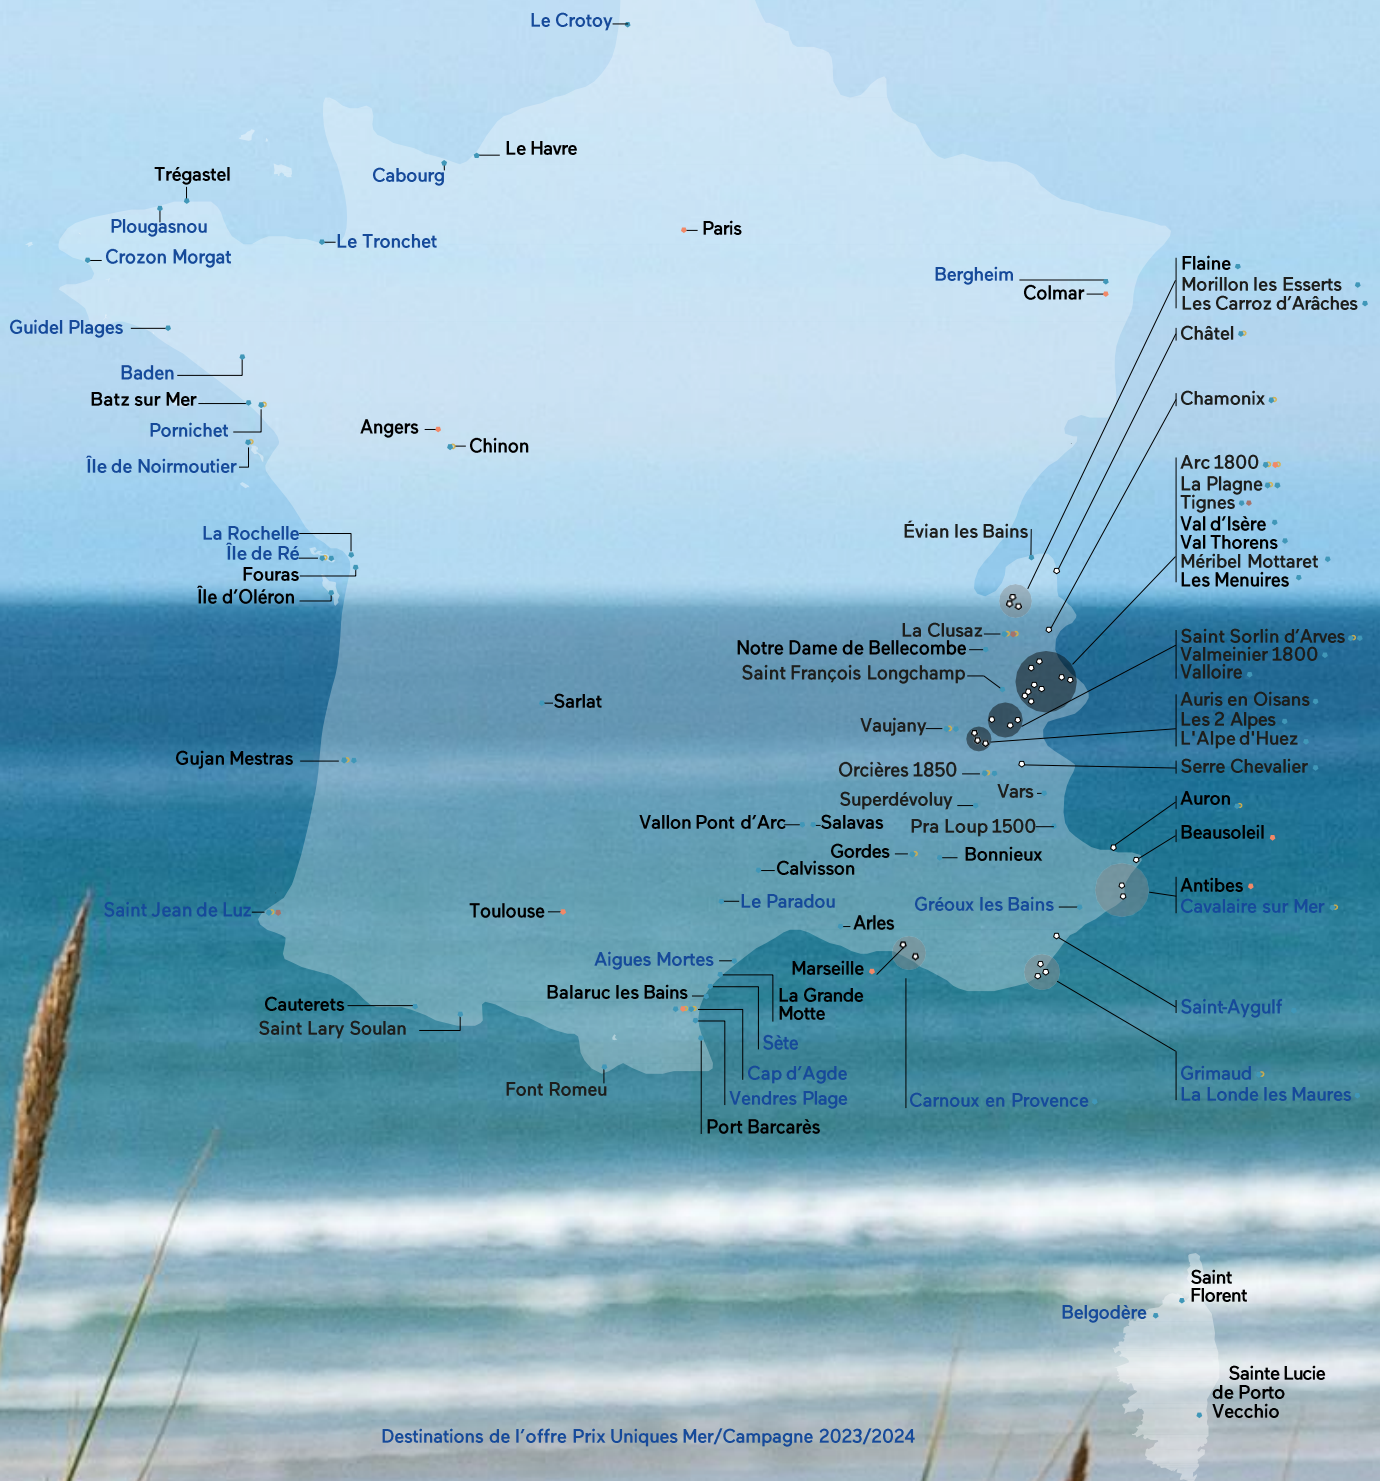 Le Crotoy
Le Havre
Cabourg
Trégastel
Plougasnou
Le Tronchet
Crozon Morgat
Paris
Bergheim
Colmar
Guidel Plages
Baden
Batz sur Mer
Pornichet
Île de Noirmoutier
Angers
Chinon
La Rochelle
Île de Ré
Fouras
Île d'Oléron
Flaine
Morillon les Esserts
Les Carroz d'Arâches
Châtel
Chamonix
Arc 1800
La Plagne
Tignes
Val d'Isère
Val Thorens
Méribel Mottaret
Les Menuires
Évian les Bains
La Clusaz
Notre Dame de Bellecombe
Saint François Longchamp
Saint Sorlin d'Arves
Valmeinier 1800
Valloire
Auris en Oisans
Les 2 Alpes
L'Alpe d'Huez
Serre Chevalier
Sarlat
Vaujany
Gujan Mestras
Orcières 1850
Vars
Superdévoluy
Auron
Vallon Pont d'Arc
Salavas
Pra Loup 1500
Beausoleil
Gordes
Bonnieux
Calvisson
Antibes
Cavalaire sur Mer
Le Paradou
Gréoux les Bains
Saint Jean de Luz
Toulouse
Arles
Aigues Mortes
Marseille
Balaruc les Bains
La Grande
Motte
Cauterets
Saint Lary Soulan
Saint-Aygulf
Sète
Cap d'Agde
Grimaud
La Londe les Maures
Font Romeu
Vendres Plage
Carnoux en Provence
Port Barcarès
Saint
Florent
Belgodère
Sainte Lucie
de Porto
Vecchio
Destinations de l'offre Prix Uniques Mer/Campagne 2023/2024